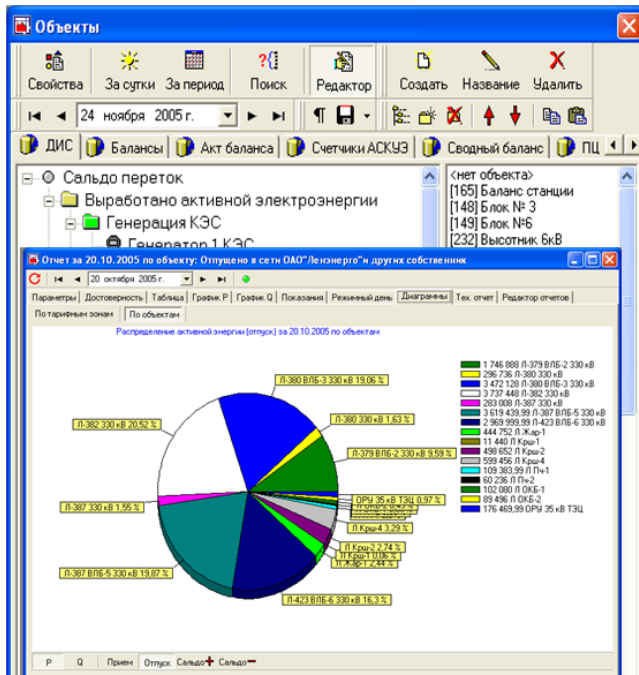 Объекты
Свойства За сутки За период Поиск Редактор Создать Название Удалить
24 ноября 2005 г.
ДИС Балансы Акт баланса Счетчики АСКУЭ Сводный баланс ПЦ
Сальдо переток
Выработано активной электроэнергии
Генерация КЭС
Генератор 1 КЭС
<нет объекта>
[165] Баланс станции
[148] Блок № 3
[149] Блок №6
[232] Высотник 6кВ
Отчет за 20.10.2005 по объекту: Отпущено в сети ОАО"Ленэнерго"и других собственник
20 октября 2005 г.
Параметры Достоверность Таблица График P График Q Показания Режимный день Диаграммы Тех. отчет Редактор отчетов
По тарифным зонам По объектам
Распределение активной энергии (отпуск) за 20.10.2005 по объектам
Л-380 ВЛБ-3 330 кВ 19,06 %
Л-380 330 кВ 1,63 %
Л-382 330 кВ 20,52 %
Л-379 ВЛБ-2 330 кВ 9,59 %
ОРУ 35 кВ ТЭЦ 0,97 %
Л-387 330 кВ 1,55 %
Л Крш-4 3,29 %
Л Крш-2 2,74 %
Л Крш-1 0,06 %
Л Жар-1 2,44 %
Л-387 ВЛБ-5 330 кВ 19,87 %
Л-423 ВЛБ-6 330 кВ 16,3 %
1 746 888 Л-379 ВЛБ-2 330 кВ
296 736 Л-380 330 кВ
3 472 128 Л-380 ВЛБ-3 330 кВ
3 737 448 Л-382 330 кВ
283 008 Л-387 330 кВ
3 619 439,99 Л-387 ВЛБ-5 330 кВ
2 969 999,99 Л-423 ВЛБ-6 330 кВ
444 752 Л Жар-1
11 440 Л Крш-1
498 652 Л Крш-2
599 456 Л Крш-4
109 383,99 Л Пч-1
60 236 Л Пч-2
102 080 Л ОКБ-1
89 496 Л ОКБ-2
176 469,99 ОРУ 35 кВ ТЭЦ
P Q Прием Отпуск Сальдо+ Сальдо−